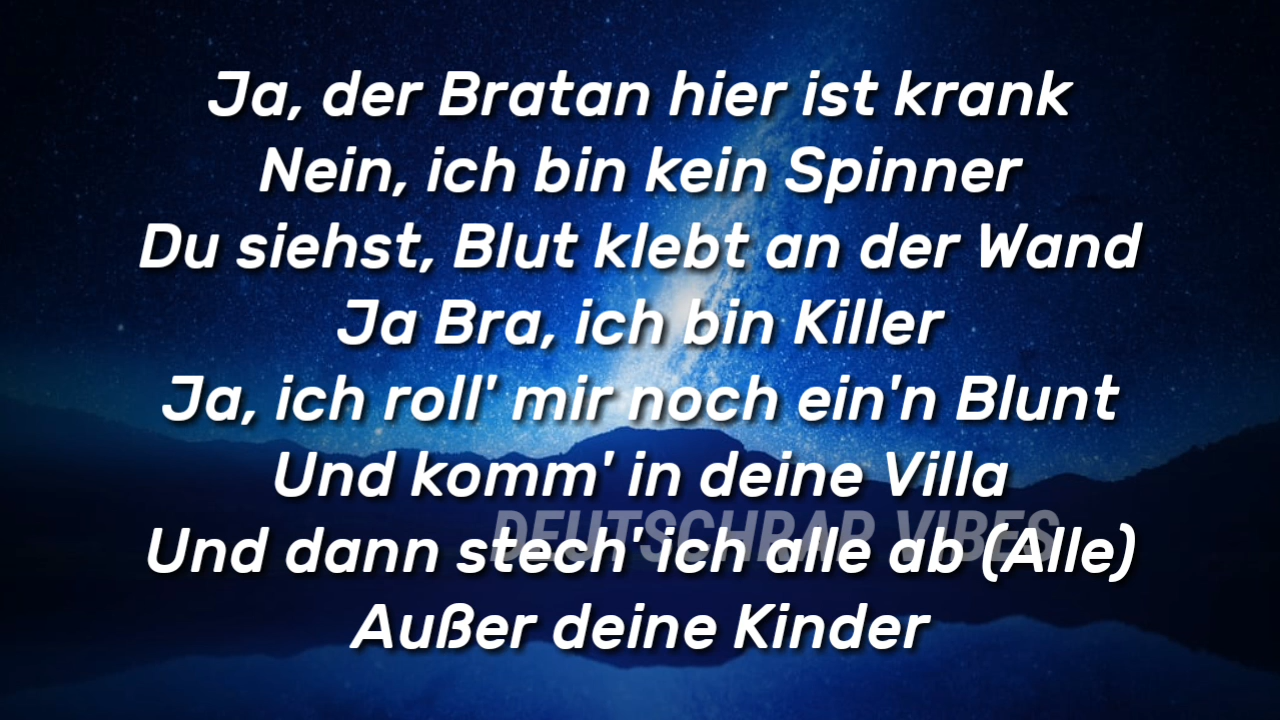 Ja, der Bratan hier ist krank
Nein, ich bin kein Spinner
Du siehst, Blut klebt an der Wand
Ja Bra, ich bin Killer
Ja, ich roll' mir noch ein'n Blunt
Und komm' in deine Villa
DEUTSCHRAP VIBES
Und dann stech' ich alle ab (Alle)
Außer deine Kinder